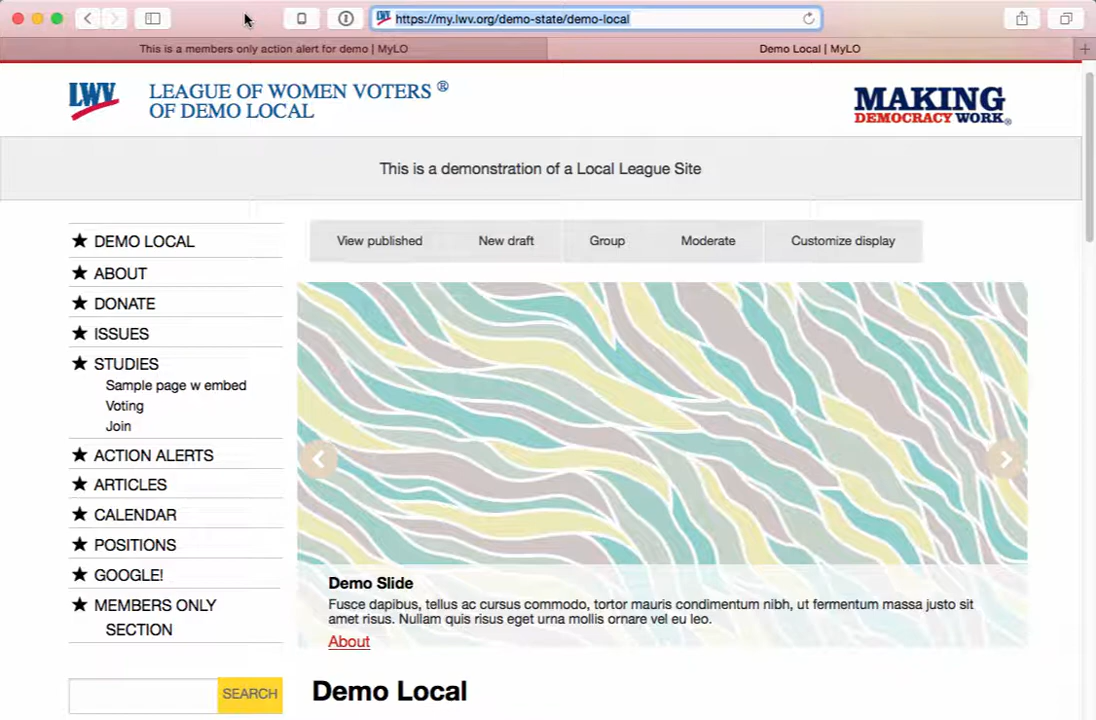 https://my.lwv.org/demo-state/demo-local
This is a members only action alert for demo | MyLO
Demo Local | MyLO
LWV
LEAGUE OF WOMEN VOTERS ®
OF DEMO LOCAL
MAKING
DEMOCRACY WORK®
This is a demonstration of a Local League Site
★ DEMO LOCAL
★ ABOUT
★ DONATE
★ ISSUES
★ STUDIES
Sample page w embed
Voting
Join
★ ACTION ALERTS
★ ARTICLES
★ CALENDAR
★ POSITIONS
★ GOOGLE!
★ MEMBERS ONLY
SECTION
SEARCH
View published
New draft
Group
Moderate
Customize display
Demo Slide
Fusce dapibus, tellus ac cursus commodo, tortor mauris condimentum nibh, ut fermentum massa justo sit
amet risus. Nullam quis risus eget urna mollis ornare vel eu leo.
About
Demo Local